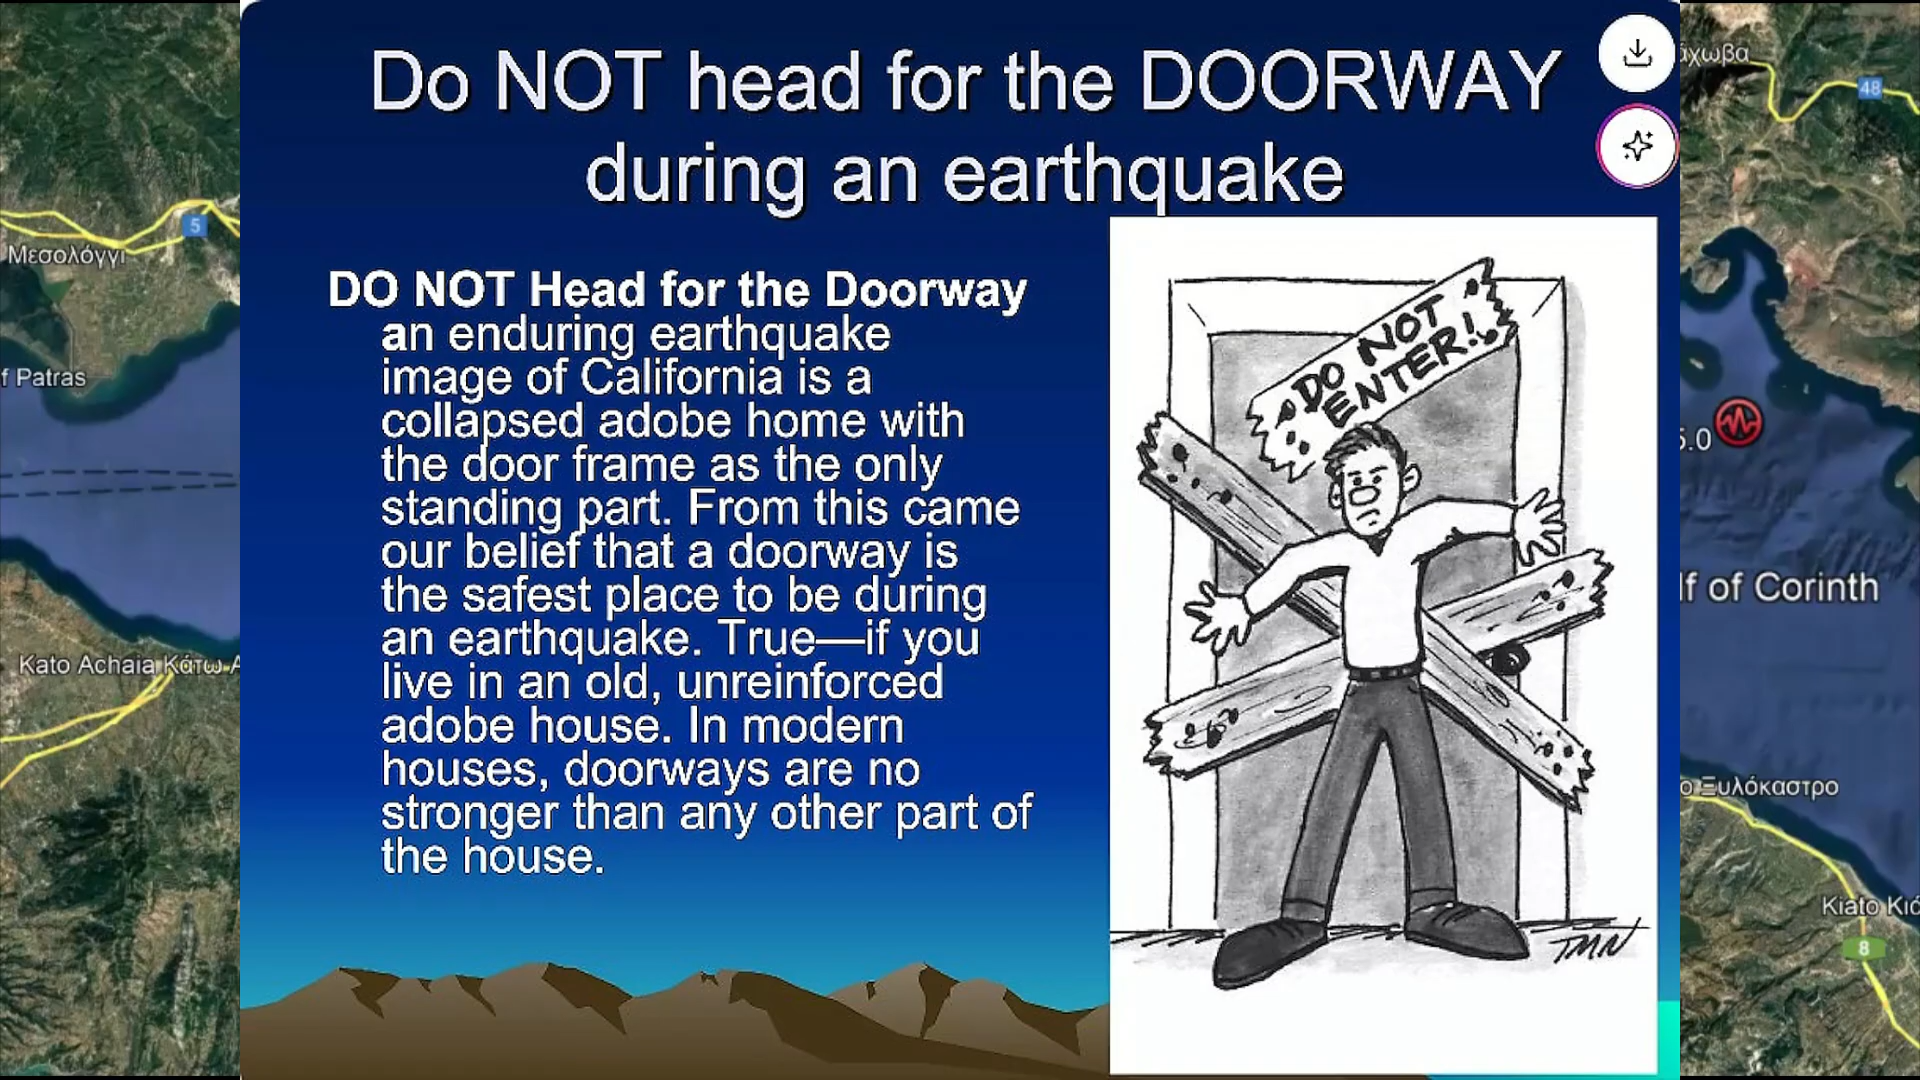 Do NOT head for the DOORWAY
during an earthquake
DO NOT Head for the Doorway
an enduring earthquake
image of California is a
collapsed adobe home with
the door frame as the only
standing part. From this came
our belief that a doorway is
the safest place to be during
an earthquake. True—if you
live in an old, unreinforced
adobe house. In modern
houses, doorways are no
stronger than any other part of
the house.
DO NOT
ENTER!
TMN
5
Μεσολόγγι
f Patras
Kato Achaia Κάτω Α
άχωβα
48
5.0
lf of Corinth
ο Ξυλόκαστρο
Kiato Κιά
8